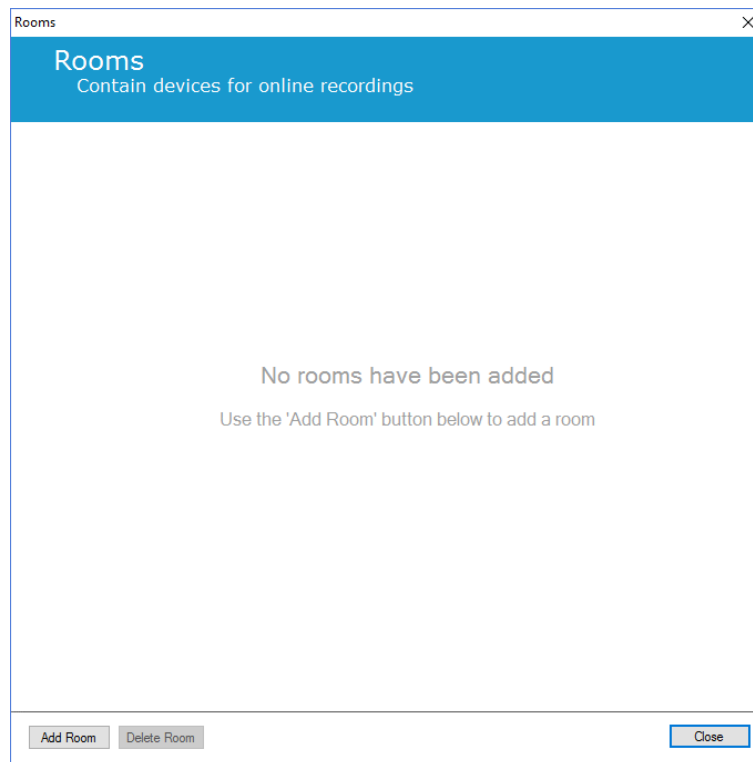 Rooms
Rooms
Contain devices for online recordings
No rooms have been added
Use the 'Add Room' button below to add a room
Add Room Delete Room Close